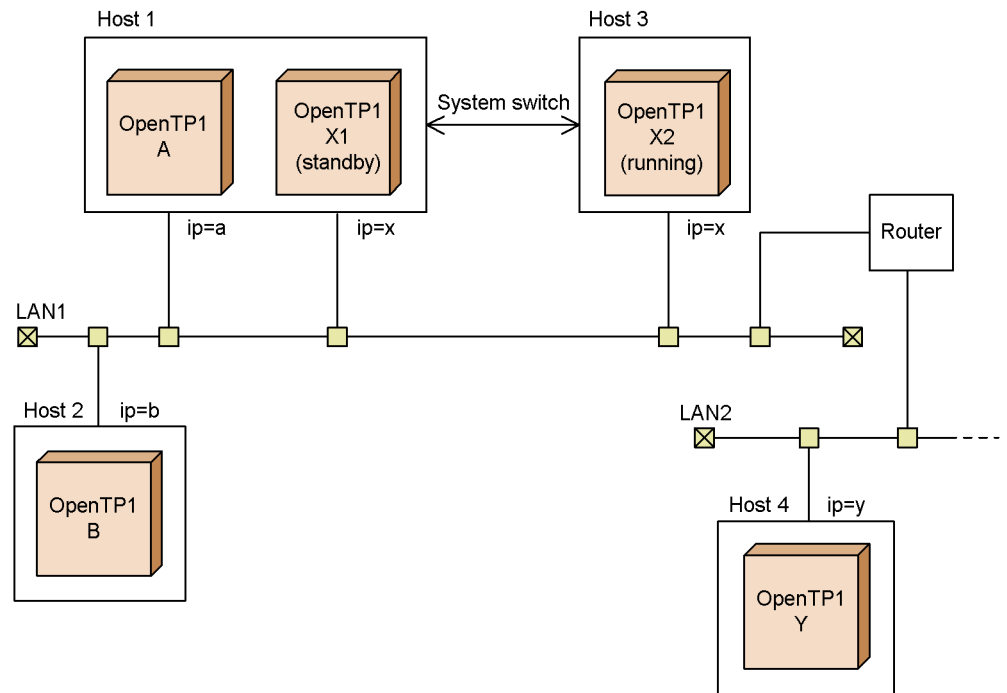 Host 1
Host 3
OpenTP1
A
OpenTP1
X1
(standby)
System switch
OpenTP1
X2
(running)
ip=a
ip=x
ip=x
Router
LAN1
Host 2
ip=b
OpenTP1
B
LAN2
Host 4
ip=y
OpenTP1
Y